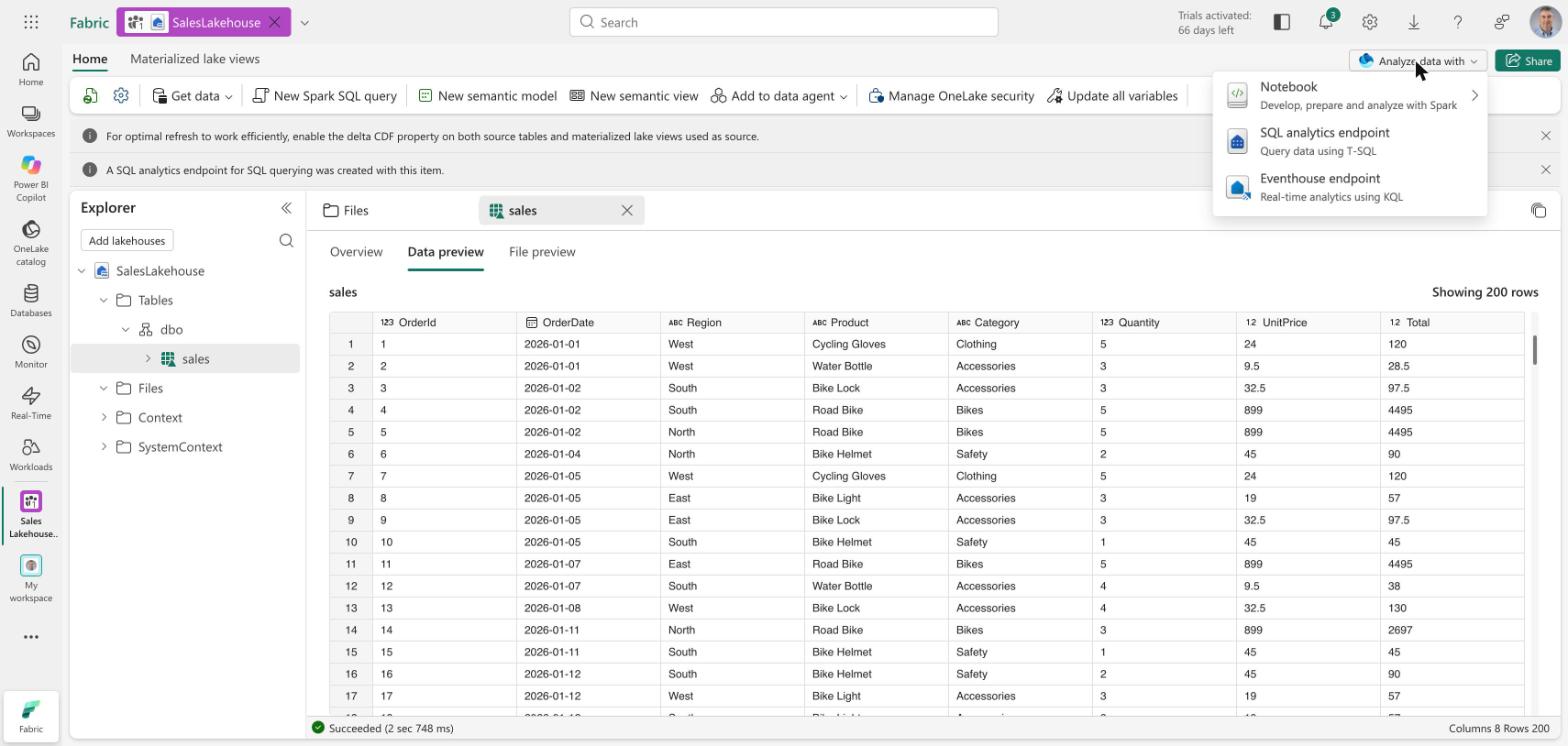 Fabric
SalesLakehouse
Search
Trials activated:
66 days left
3
Home
Materialized lake views
Analyze data with
Share
Get data
New Spark SQL query
New semantic model
New semantic view
Add to data agent
Manage OneLake security
Update all variables
Notebook
Develop, prepare and analyze with Spark
SQL analytics endpoint
Query data using T-SQL
Eventhouse endpoint
Real-time analytics using KQL
For optimal refresh to work efficiently, enable the delta CDF property on both source tables and materialized lake views used as source.
A SQL analytics endpoint for SQL querying was created with this item.
Home
Workspaces
Power BI
Copilot
OneLake
catalog
Databases
Monitor
Real-Time
Workloads
Sales
Lakehouse..
My
workspace
Fabric
Explorer
Add lakehouses
SalesLakehouse
Tables
dbo
sales
Files
Context
SystemContext
Files
sales
Overview
Data preview
File preview
sales
Showing 200 rows
123 OrderId OrderDate ABC Region ABC Product ABC Category 123 Quantity 12 UnitPrice 12 Total
1 1 2026-01-01 West Cycling Gloves Clothing 5 24 120
2 2 2026-01-01 West Water Bottle Accessories 3 9.5 28.5
3 3 2026-01-02 South Bike Lock Accessories 3 32.5 97.5
4 4 2026-01-02 South Road Bike Bikes 5 899 4495
5 5 2026-01-02 North Road Bike Bikes 5 899 4495
6 6 2026-01-04 North Bike Helmet Safety 2 45 90
7 7 2026-01-05 West Cycling Gloves Clothing 5 24 120
8 8 2026-01-05 East Bike Light Accessories 3 19 57
9 9 2026-01-05 East Bike Lock Accessories 3 32.5 97.5
10 10 2026-01-05 South Bike Helmet Safety 1 45 45
11 11 2026-01-07 East Road Bike Bikes 5 899 4495
12 12 2026-01-07 South Water Bottle Accessories 4 9.5 38
13 13 2026-01-08 West Bike Lock Accessories 4 32.5 130
14 14 2026-01-11 North Road Bike Bikes 3 899 2697
15 15 2026-01-11 South Bike Helmet Safety 1 45 45
16 16 2026-01-12 South Bike Helmet Safety 2 45 90
17 17 2026-01-12 West Bike Light Accessories 3 19 57
Succeeded (2 sec 748 ms)
Columns 8 Rows 200